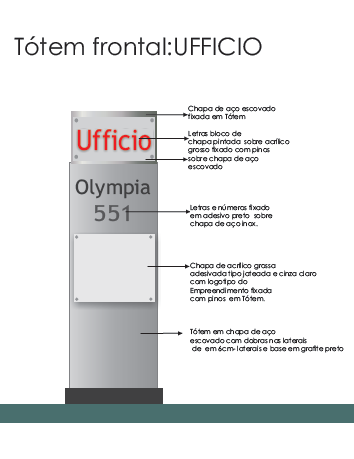 Tótem frontal:UFFICIO
Chapa de aço escovado
fixada em Tótem
Ufficio
Letras bloco de
chapa pintada sobre acrílico
grosso fixado com pinos
sobre chapa de aço
escovado
Olympia
551
Letras e números fixado
em adesivo preto sobre
chapa de aço inox.
Chapa de acrílico grossa
adesivada tipo jateada e cinza claro
com logotipo do
Empreendimento fixada
com pinos em Tótem.
Tótem em chapa de aço
escovado com dobras nas laterais
de em 6cm- laterais e base em grafite preto